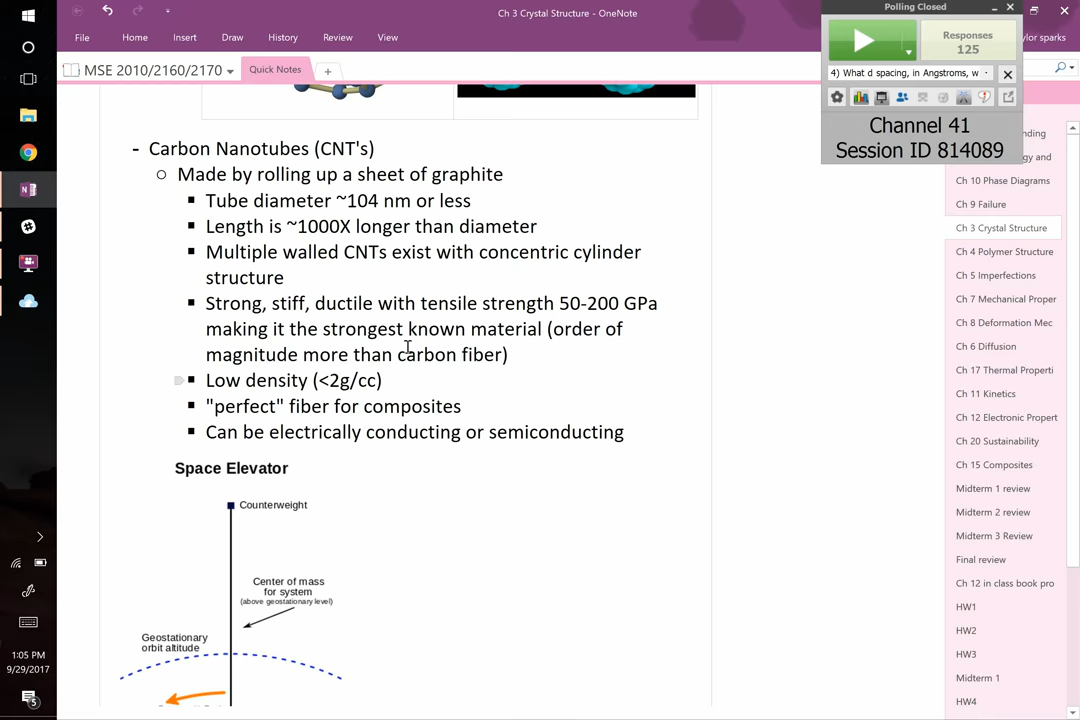 Ch 3 Crystal Structure - OneNote
Polling Closed
File Home Insert Draw History Review View
Responses
125
ylor sparks
MSE 2010/2160/2170
Quick Notes
4) What d spacing, in Angstroms, w
Channel 41
Session ID 814089
- Carbon Nanotubes (CNT's)
Made by rolling up a sheet of graphite
Tube diameter ~104 nm or less
Length is ~1000X longer than diameter
Multiple walled CNTs exist with concentric cylinder
structure
Strong, stiff, ductile with tensile strength 50-200 GPa
making it the strongest known material (order of
magnitude more than carbon fiber)
Low density (<2g/cc)
"perfect" fiber for composites
Can be electrically conducting or semiconducting
Space Elevator
Counterweight
Center of mass
for system
(above geostationary level)
Geostationary
orbit altitude
nding
gy and
Ch 10 Phase Diagrams
Ch 9 Failure
Ch 3 Crystal Structure
Ch 4 Polymer Structure
Ch 5 Imperfections
Ch 7 Mechanical Proper
Ch 8 Deformation Mec
Ch 6 Diffusion
Ch 17 Thermal Properti
Ch 11 Kinetics
Ch 12 Electronic Propert
Ch 20 Sustainability
Ch 15 Composites
Midterm 1 review
Midterm 2 review
Midterm 3 Review
Final review
Ch 12 in class book pro
HW1
HW2
HW3
Midterm 1
HW4
1:05 PM
9/29/2017
5